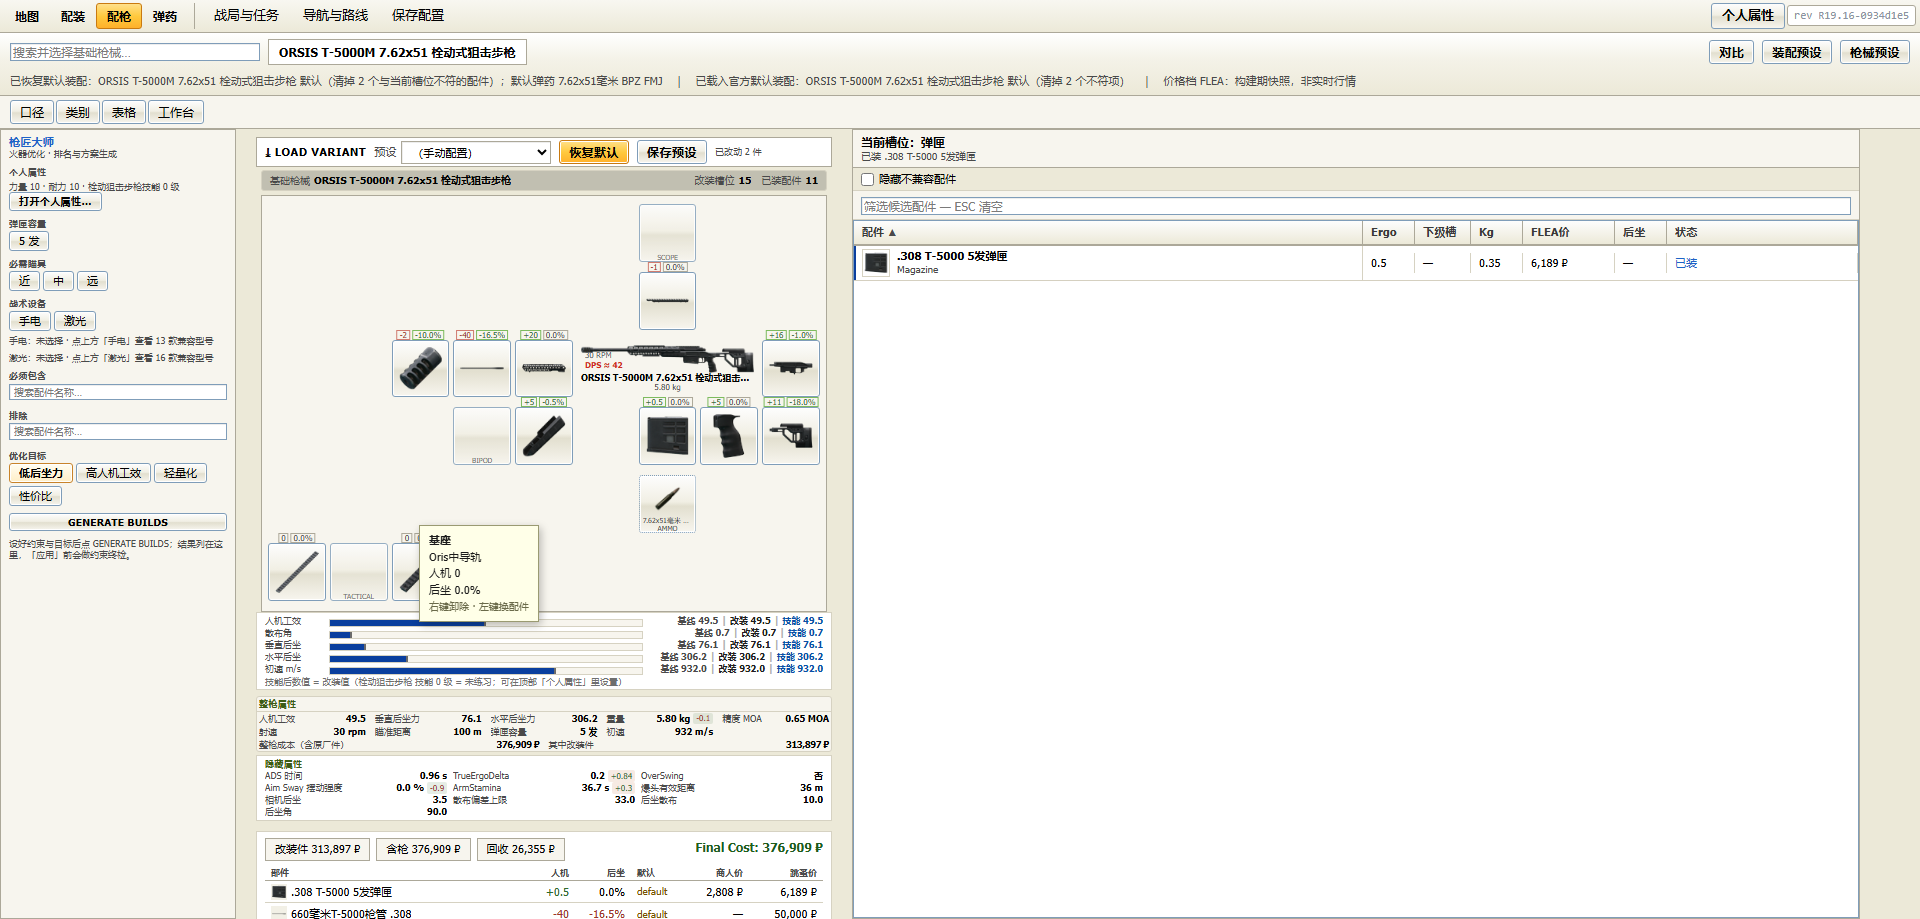 地图 配装 配枪 弹药 战局与任务 导航与路线 保存配置 个人属性 rev R19.16-0934d1e5
搜索并选择基础枪械... ORSIS T-5000M 7.62x51 栓动式狙击步枪 对比 装配预设 枪械预设
已恢复默认装配：ORSIS T-5000M 7.62x51 栓动式狙击步枪 默认（清掉 2 个与当前槽位不符的配件）；默认弹药 7.62x51毫米 BPZ FMJ | 已载入官方默认装配：ORSIS T-5000M 7.62x51 栓动式狙击步枪 默认（清掉 2 个不符项） | 价格档 FLEA：构建期快照，非实时行情
口径 类别 表格 工作台
枪匠大师
火器优化 · 排名与方案生成
个人属性
力量 10 · 耐力 10 · 栓动狙击步枪技能 0 级
打开个人属性...
弹匣容量
5 发
必需瞄具
近 中 远
战术设备
手电 激光
手电：未选择 · 点上方「手电」查看 13 款兼容型号
激光：未选择 · 点上方「激光」查看 16 款兼容型号
必须包含
搜索配件名称...
排除
搜索配件名称...
优化目标
低后坐力 高人机工效 轻量化
性价比
GENERATE BUILDS
设好约束与目标后点 GENERATE BUILDS；结果列在这里，「应用」前会做约束终检。
LOAD VARIANT 预设 （手动配置） 恢复默认 保存预设 已改动 2 件
基础枪械 ORSIS T-5000M 7.62x51 栓动式狙击步枪 改装槽位 15 已装配件 11
SCOPE
-1 0.0%
-2 -10.0% -40 -16.5% +20 0.0% +16 -1.0%
30 RPM
DPS ≈ 42
ORSIS T-5000M 7.62x51 栓动式狙击...
5.80 kg
+5 -0.5% +0.5 0.0% +5 0.0% +11 -18.0%
BIPOD
7.62x51毫米 ...
AMMO
0 0.0% 0
TACTICAL
基座
Oris中导轨
人机 0
后坐 0.0%
右键卸除 · 左键换配件
人机工效 基线 49.5 | 改装 49.5 | 技能 49.5
散布角 基线 0.7 | 改装 0.7 | 技能 0.7
垂直后坐 基线 76.1 | 改装 76.1 | 技能 76.1
水平后坐 基线 306.2 | 改装 306.2 | 技能 306.2
初速 m/s 基线 932.0 | 改装 932.0 | 技能 932.0
技能后数值 = 改装值（栓动狙击步枪 技能 0 级 = 未练习；可在顶部「个人属性」里设置）
整枪属性
人机工效 49.5 垂直后坐力 76.1 水平后坐力 306.2 重量 5.80 kg -0.1 精度 MOA 0.65 MOA
射速 30 rpm 瞄准距离 100 m 弹匣容量 5 发 初速 932 m/s
整枪成本（含原厂件） 376,909 ₽ 其中改装件 313,897 ₽
隐藏属性
ADS 时间 0.96 s TrueErgoDelta 0.2 +0.84 OverSwing 否
Aim Sway 摆动强度 0.0 % -0.9 ArmStamina 36.7 s +0.3 爆头有效距离 36 m
相机后坐 3.5 散布偏差上限 33.0 后坐散布 10.0
后坐角 90.0
改装件 313,897 ₽ 含枪 376,909 ₽ 回收 26,355 ₽ Final Cost: 376,909 ₽
部件 人机 后坐 默认 商人价 跳蚤价
.308 T-5000 5发弹匣 +0.5 0.0% default 2,808 ₽ 6,189 ₽
660毫米T-5000枪管 .308 -40 -16.5% default — 50,000 ₽
当前槽位：弹匣
已装 .308 T-5000 5发弹匣
隐藏不兼容配件
筛选候选配件 — ESC 清空
配件 ▲ Ergo 下级槽 Kg FLEA价 后坐 状态
.308 T-5000 5发弹匣 0.5 — 0.35 6,189 ₽ — 已装
Magazine